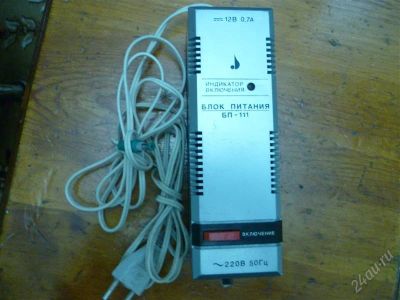 ⎓ 12В 0,7А
ИНДИКАТОР
ВКЛЮЧЕНИЯ
БЛОК ПИТАНИЯ
БП-111
ВКЛЮЧЕНИЕ
~220В 50Гц
24au.ru